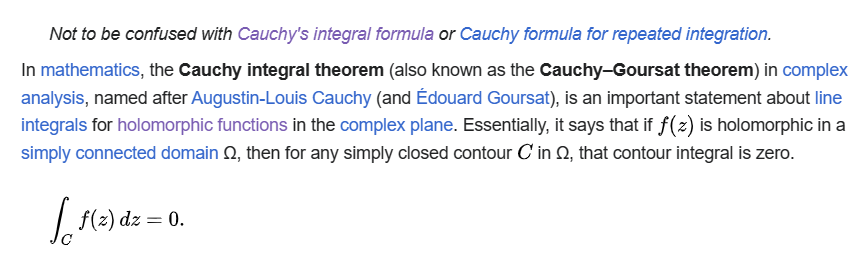 Not to be confused with Cauchy's integral formula or Cauchy formula for repeated integration.
In mathematics, the Cauchy integral theorem (also known as the Cauchy–Goursat theorem) in complex
analysis, named after Augustin-Louis Cauchy (and Édouard Goursat), is an important statement about line
integrals for holomorphic functions in the complex plane. Essentially, it says that if f(z) is holomorphic in a
simply connected domain Ω, then for any simply closed contour C in Ω, that contour integral is zero.
∫_C f(z) dz = 0.